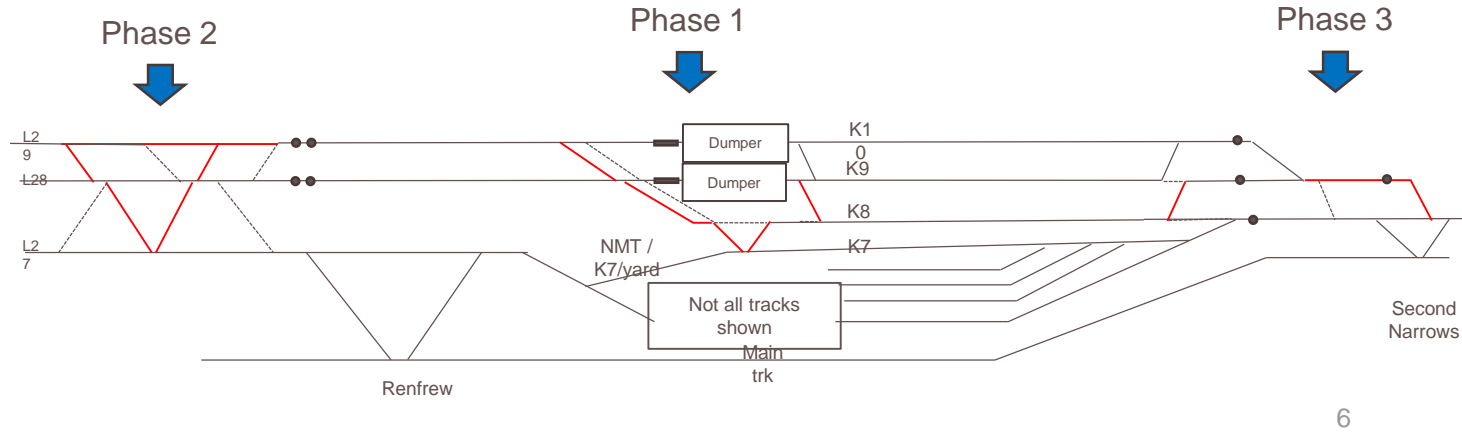 Phase 2
Phase 1
Phase 3
L2
9
Dumper
K1
0
L28
Dumper
K9
K8
L2
7
NMT /
K7/yard
K7
Not all tracks
shown
Main
trk
Second
Narrows
Renfrew
6